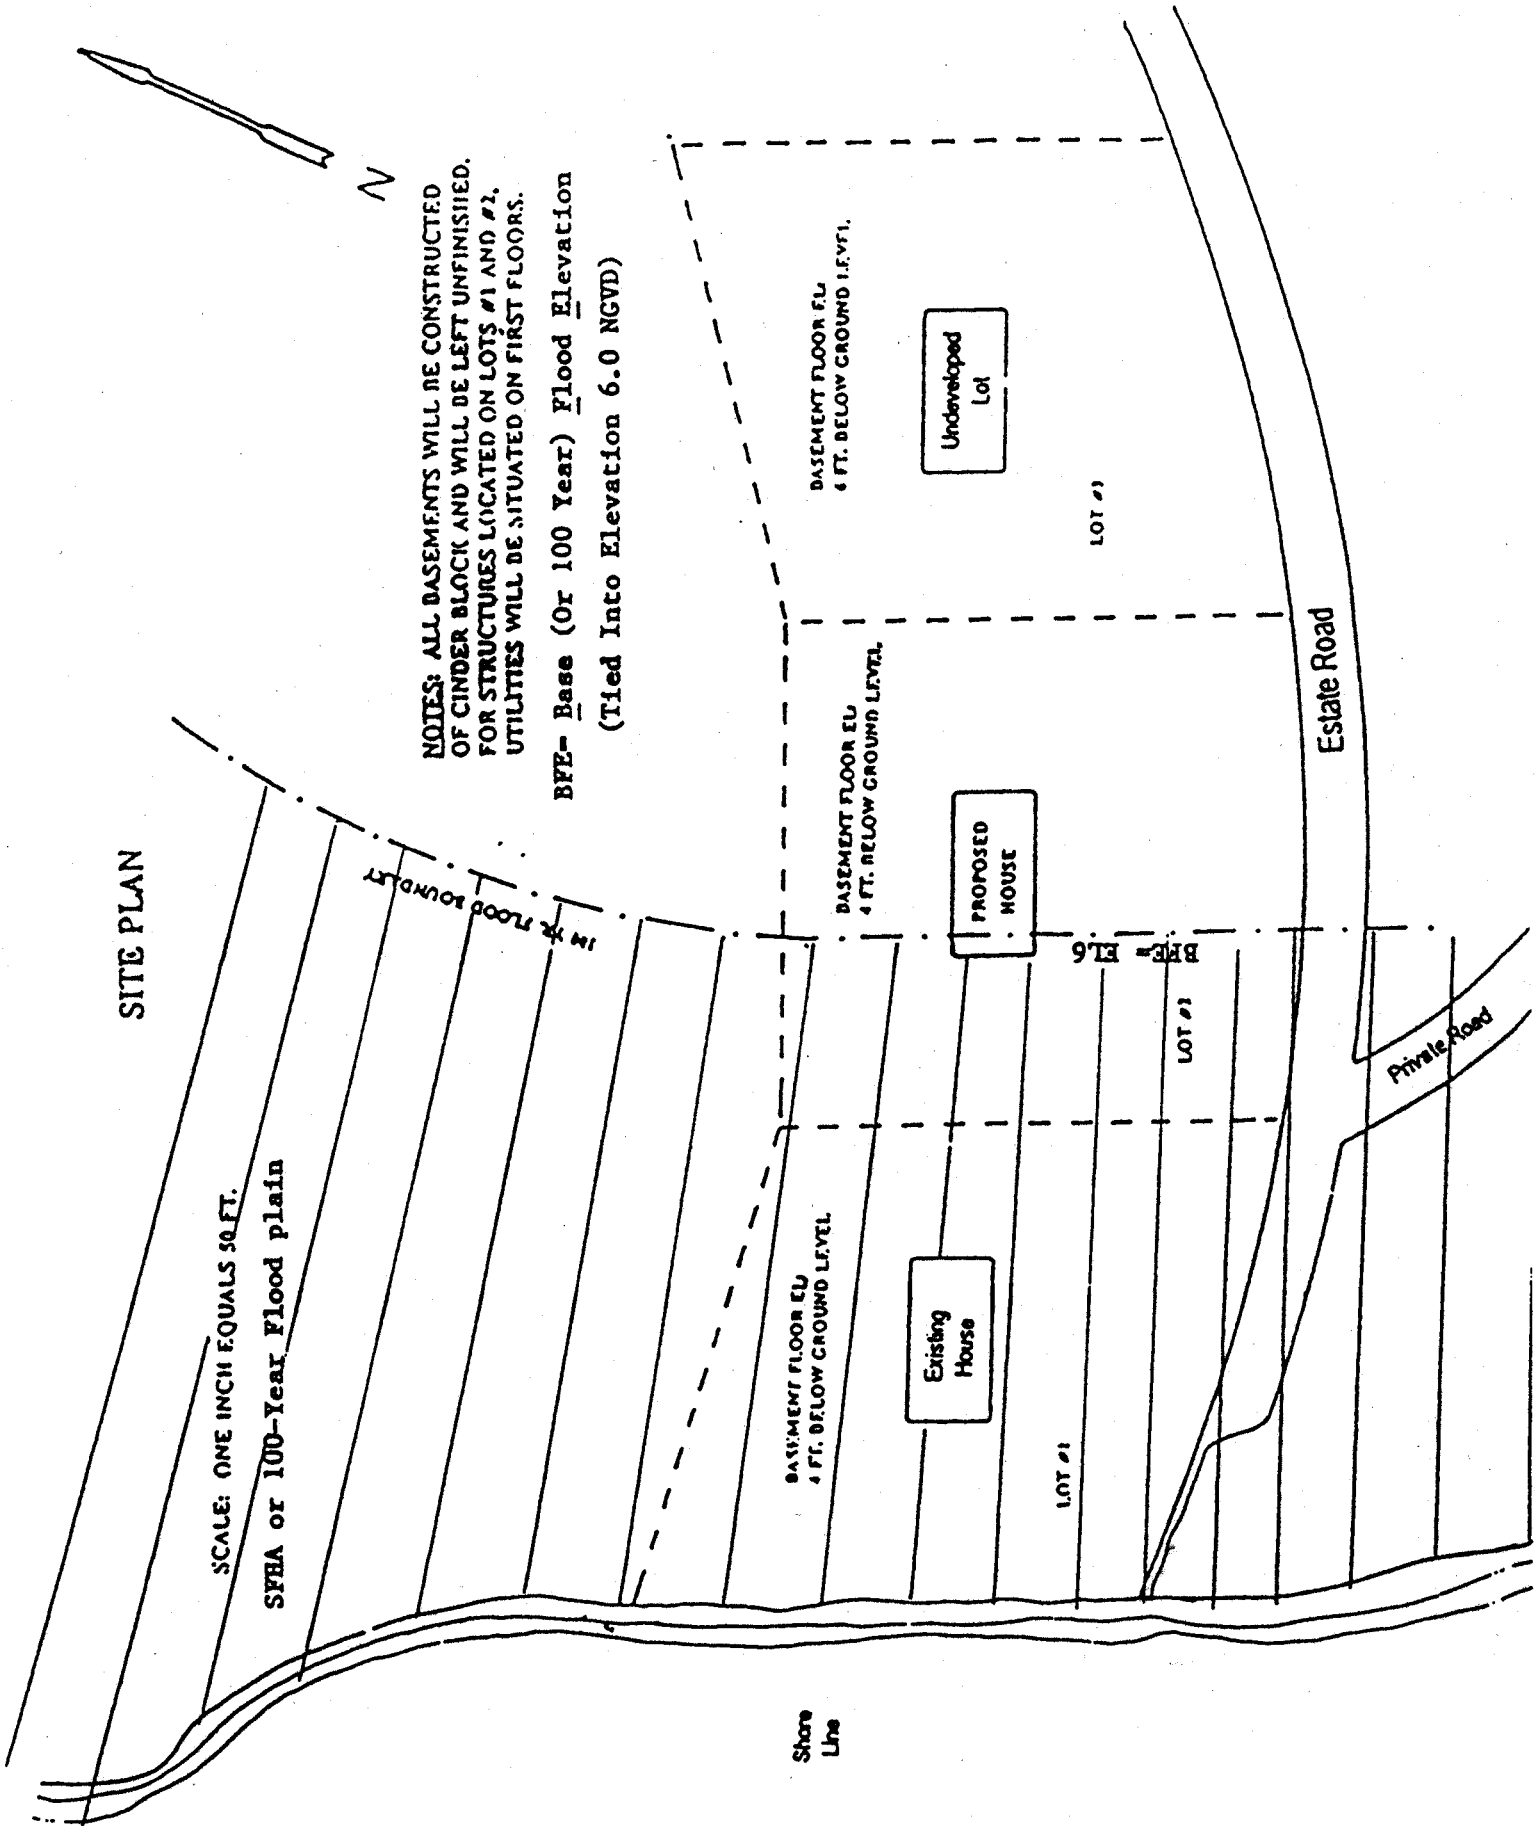 SITE PLAN
SCALE: ONE INCH EQUALS SQ FT.
SFHA or 100-Year Flood plain
N
NOTES: ALL BASEMENTS WILL BE CONSTRUCTED
OF CINDER BLOCK AND WILL BE LEFT UNFINISHED.
FOR STRUCTURES LOCATED ON LOTS #1 AND #2,
UTILITIES WILL BE SITUATED ON FIRST FLOORS.
BFE= Base (Or 100 Year) Flood Elevation
(Tied Into Elevation 6.0 NGVD)
YR. FLOOD BOUNDARY
BASEMENT FLOOR EL
4 FT. BELOW GROUND LEVEL
Existing
House
LOT #1
BASEMENT FLOOR EL
4 FT. BELOW GROUND LEVEL
PROPOSED
HOUSE
BFE= EL6
LOT
BASEMENT FLOOR EL
4 FT. BELOW GROUND LEVEL
Undeveloped
Lot
LOT
Estate Road
Private Road
Shore
Line